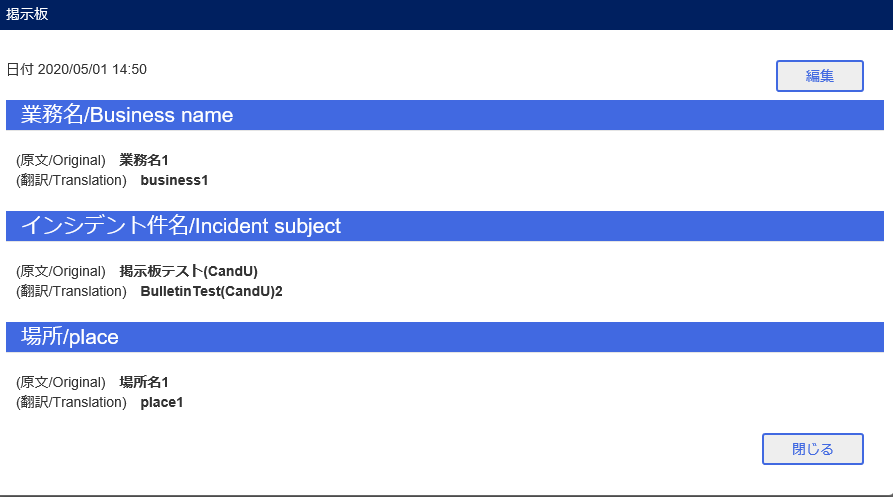 掲示板
日付 2020/05/01 14:50
編集
業務名/Business name
(原文/Original) 業務名1
(翻訳/Translation) business1
インシデント件名/Incident subject
(原文/Original) 掲示板テスト(CandU)
(翻訳/Translation) BulletinTest(CandU)2
場所/place
(原文/Original) 場所名1
(翻訳/Translation) place1
閉じる